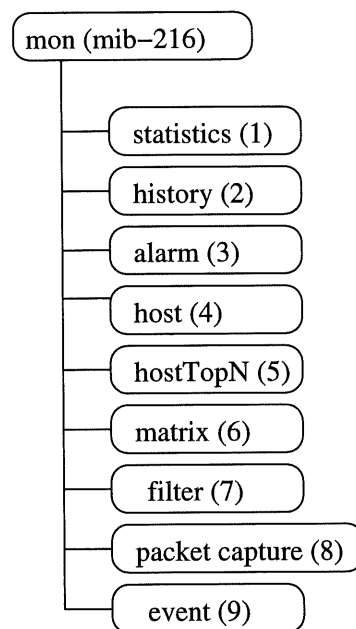 mon (mib–216)
statistics (1)
history (2)
alarm (3)
host (4)
hostTopN (5)
matrix (6)
filter (7)
packet capture (8)
event (9)